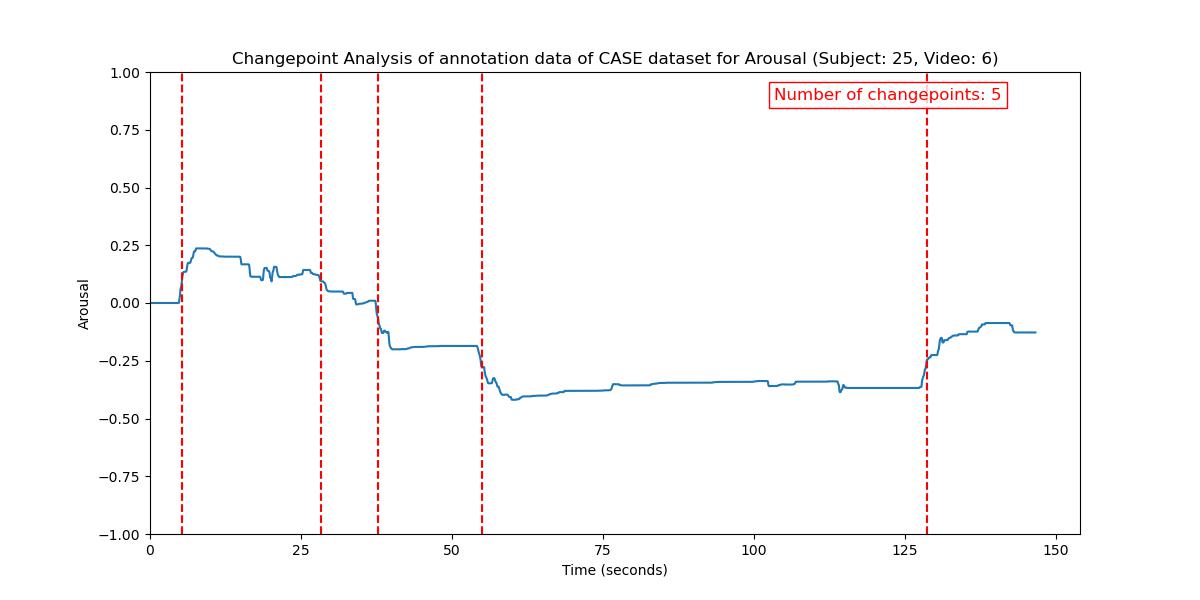 Changepoint Analysis of annotation data of CASE dataset for Arousal (Subject: 25, Video: 6)
Number of changepoints: 5
Arousal
1.00
0.75
0.50
0.25
0.00
−0.25
−0.50
−0.75
−1.00
0 25 50 75 100 125 150
Time (seconds)